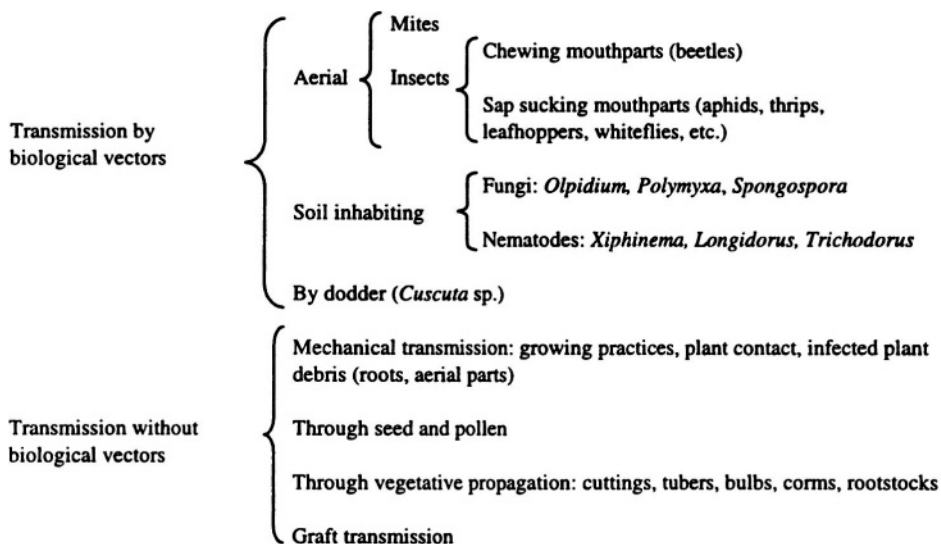 Transmission by
biological vectors
Aerial
Mites
Insects
Chewing mouthparts (beetles)
Sap sucking mouthparts (aphids, thrips,
leafhoppers, whiteflies, etc.)
Soil inhabiting
Fungi: Olpidium, Polymyxa, Spongospora
Nematodes: Xiphinema, Longidorus, Trichodorus
By dodder (Cuscuta sp.)
Transmission without
biological vectors
Mechanical transmission: growing practices, plant contact, infected plant
debris (roots, aerial parts)
Through seed and pollen
Through vegetative propagation: cuttings, tubers, bulbs, corms, rootstocks
Graft transmission